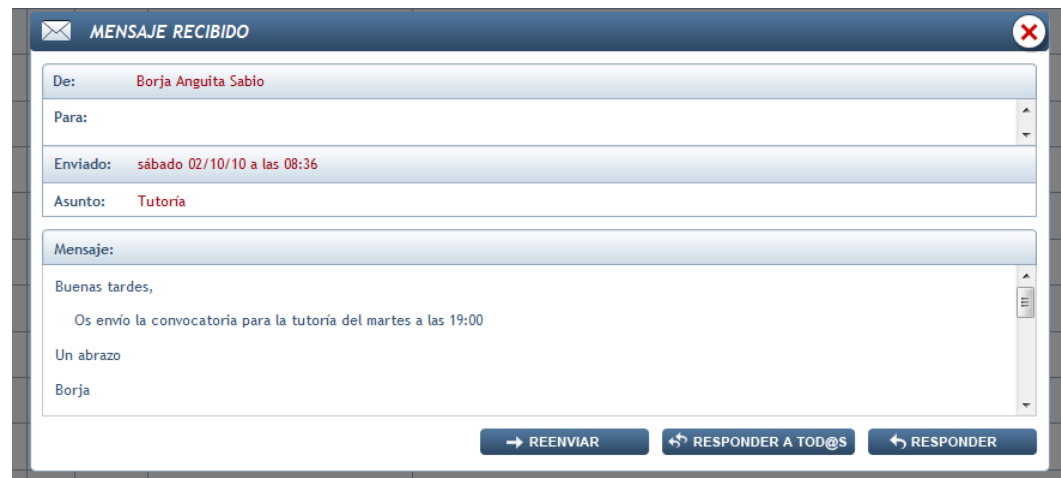 MENSAJE RECIBIDO
De: Borja Anguita Sabio
Para:
Enviado: sábado 02/10/10 a las 08:36
Asunto: Tutoría
Mensaje:
Buenas tardes,
Os envío la convocatoria para la tutoría del martes a las 19:00
Un abrazo
Borja
REENVIAR RESPONDER A TOD@S RESPONDER